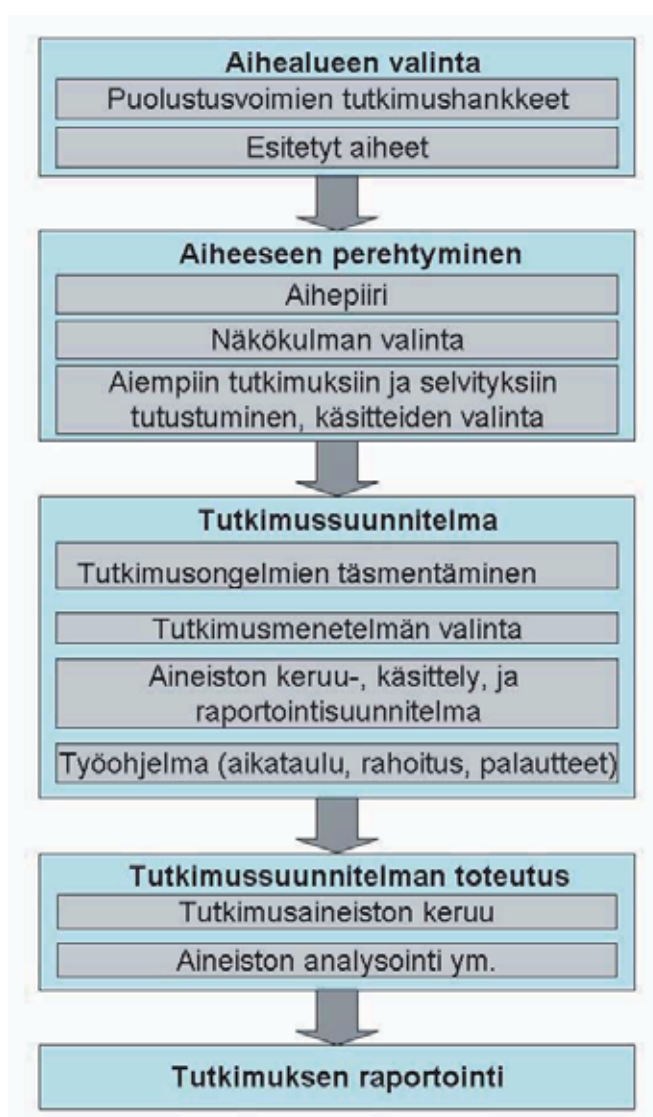 Aihealueen valinta
Puolustusvoimien tutkimushankkeet
Esitetyt aiheet
Aiheeseen perehtyminen
Aihepiiri
Näkökulman valinta
Aiempiin tutkimuksiin ja selvityksiin
tutustuminen, käsitteiden valinta
Tutkimussuunnitelma
Tutkimusongelmien täsmentäminen
Tutkimusmenetelmän valinta
Aineiston keruu-, käsittely, ja
raportointisuunnitelma
Työohjelma (aikataulu, rahoitus, palautteet)
Tutkimussuunnitelman toteutus
Tutkimusaineiston keruu
Aineiston analysointi ym.
Tutkimuksen raportointi